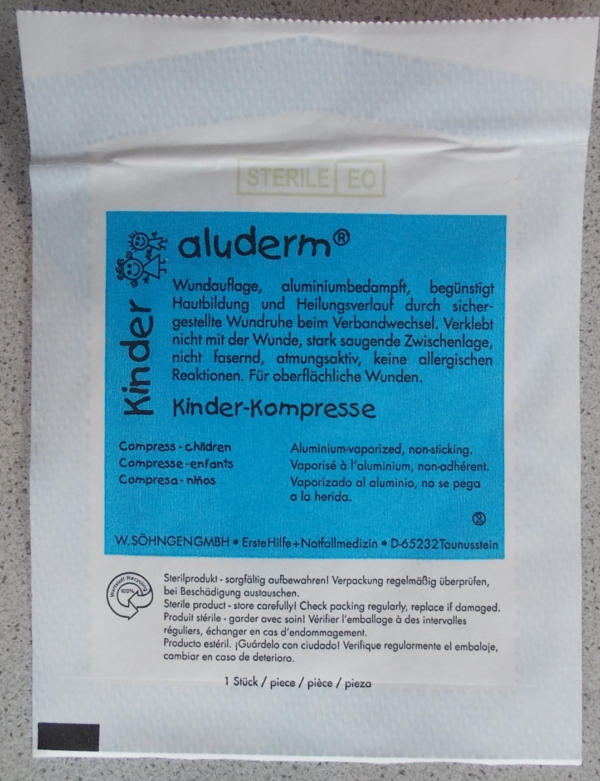 STERILE EO
aluderm®
Kinder
Wundauflage, aluminiumbedampft, begünstigt
Hautbildung und Heilungsverlauf durch sicher-
gestellte Wundruhe beim Verbandwechsel. Verklebt
nicht mit der Wunde, stark saugende Zwischenlage,
nicht fasernd, atmungsaktiv, keine allergischen
Reaktionen. Für oberflächliche Wunden.
Kinder-Kompresse
Compress - children
Compresse - enfants
Compresa - niños
Aluminium-vaporized, non-sticking.
Vaporisé à l'aluminium, non-adhérent.
Vaporizado al aluminio, no se pega
a la herida.
W. SÖHNGEN GMBH • Erste Hilfe + Notfallmedizin • D-65232 Taunusstein
Wertstoff Recycling
100%
Sterilprodukt - sorgfältig aufbewahren! Verpackung regelmäßig überprüfen,
bei Beschädigung austauschen.
Sterile product - store carefully! Check packing regularly, replace if damaged.
Produit stérile - garder avec soin! Vérifier l'emballage à des intervalles
réguliers, échanger en cas d'endommagement.
Producto estéril. ¡Guárdelo con ciudado! Verifique regularmente el embalaje,
cambiar en caso de deterioro.
1 Stück / piece / pièce / pieza